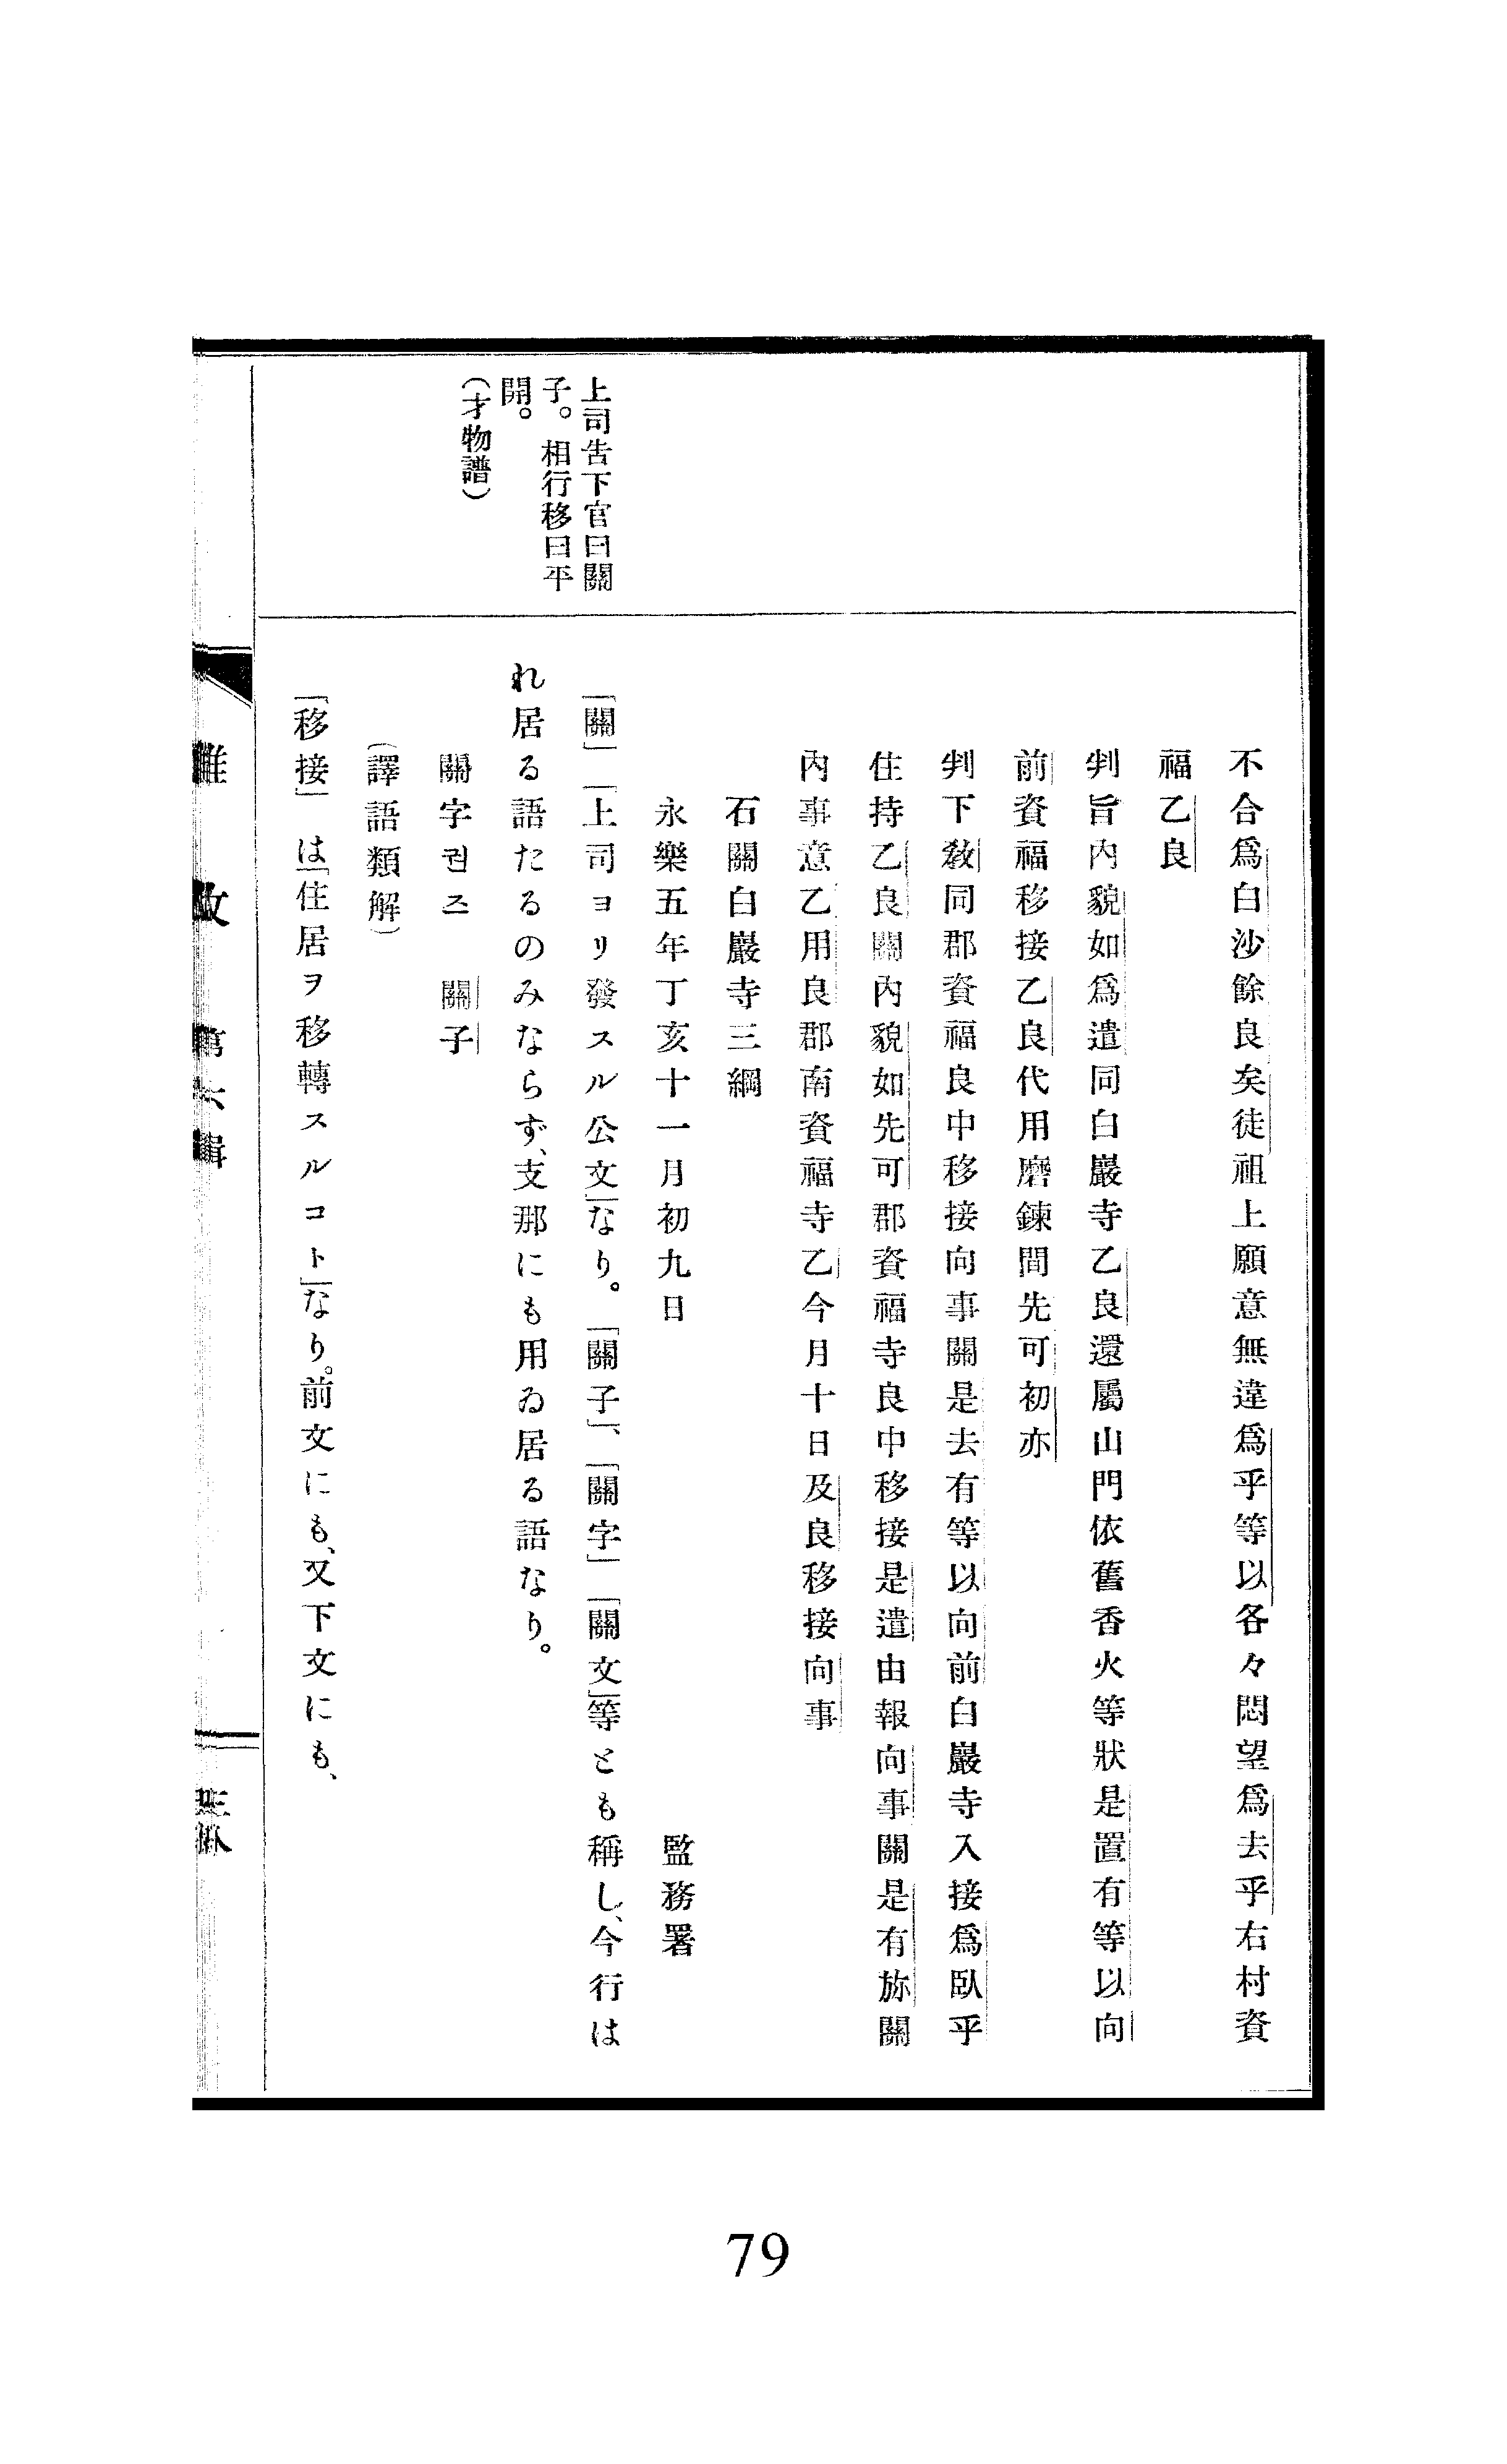 上司吿下官曰關
子。相行移曰平
關。
(才物譜)
不合爲白沙餘良矣徒祖上願意無違爲乎等以各々悶望爲去乎右村資
福乙良
判旨內貌如爲遣同白巖寺乙良還屬山門依舊香火等狀是置有等以向
前資福移接乙良代用磨鍊間先可初亦
判下敎同郡資福良中移接向事關是去有等以向前白巖寺入接爲臥乎
住持乙良關內貌如先可郡資福寺良中移接是遣由報向事關是有旀關
內事意乙用良郡南資福寺乙今月十日及良移接向事
石關白巖寺三綱
永樂五年丁亥十一月初九日 監務署
「關」「上司ヨリ發スル公文」なり。「關子」、「關字」「關文」等とも稱し、今行は
れ居る語たるのみならず、支那にも用ゐ居る語なり。
關字 권즈 關子
(譯語類解)
「移接」は「住居ヲ移轉スルコト」なり。前文にも、又下文にも、
雜攷 第六輯
79